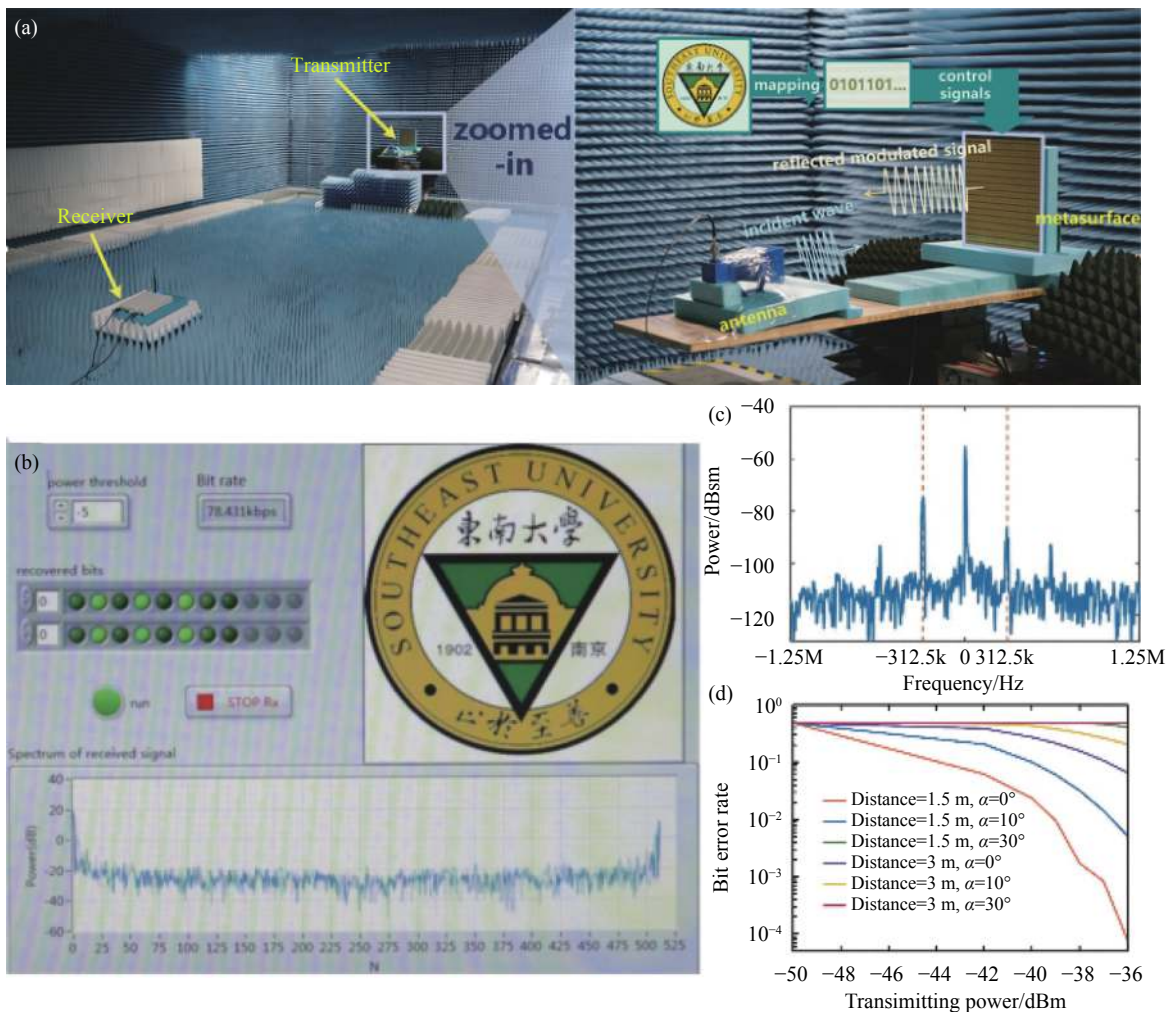 (a)
Transmitter
Receiver
zoomed
-in
SOUTHEAST UNIVERSITY
mapping
0101101...
control
signals
reflected modulated signal
incident wave
metasurface
antenna
(b)
power threshold
-5
Bit rate
78.431kbps
recovered bits
0
0
run
STOP Rx
SOUTHEAST UNIVERSITY
東南大學
1902
南京
止於至善
Spectrum of received signal
Power(dB)
40
20
0
-20
-40
-60
0 25 50 75 100 125 150 175 200 225 250 275 300 325 350 375 400 425 450 475 500 525
N
(c)
Power/dBsm
−40
−60
−80
−100
−120
−1.25M −312.5k 0 312.5k 1.25M
Frequency/Hz
(d)
Bit error rate
10⁰
10⁻¹
10⁻²
10⁻³
10⁻⁴
Distance=1.5 m, α=0°
Distance=1.5 m, α=10°
Distance=1.5 m, α=30°
Distance=3 m, α=0°
Distance=3 m, α=10°
Distance=3 m, α=30°
−50 −48 −46 −44 −42 −40 −38 −36
Transimitting power/dBm